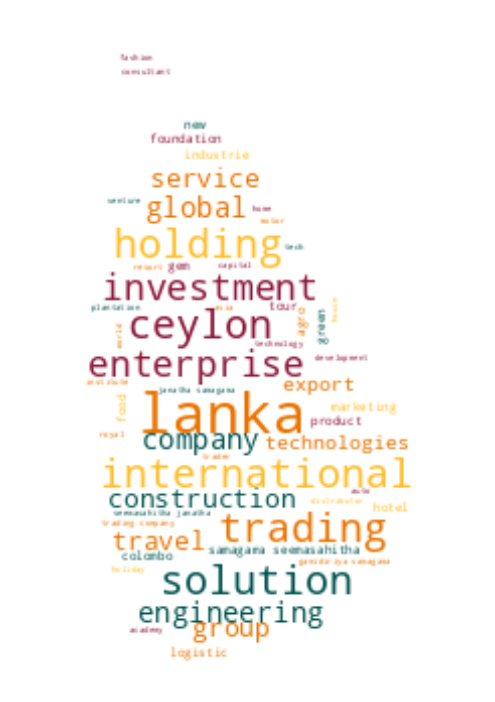 fashion
consultant
new
foundation
industrie
service
venture
global
home
motor
holding
tech
resort
gem
capital
investment
plantation
asia
tour
agro
green
house
ceylon
world
technology
enterprise
development
institute
janatha samagama
export
food
lanka
marketing
product
royal
company
technologies
trader
international
auto
construction
distributor
hotel
seemasahitha janatha
trading company
trading
travel
samagama seemasahitha
colombo
gamidiriya samagama
holiday
solution
engineering
academy
group
logistic